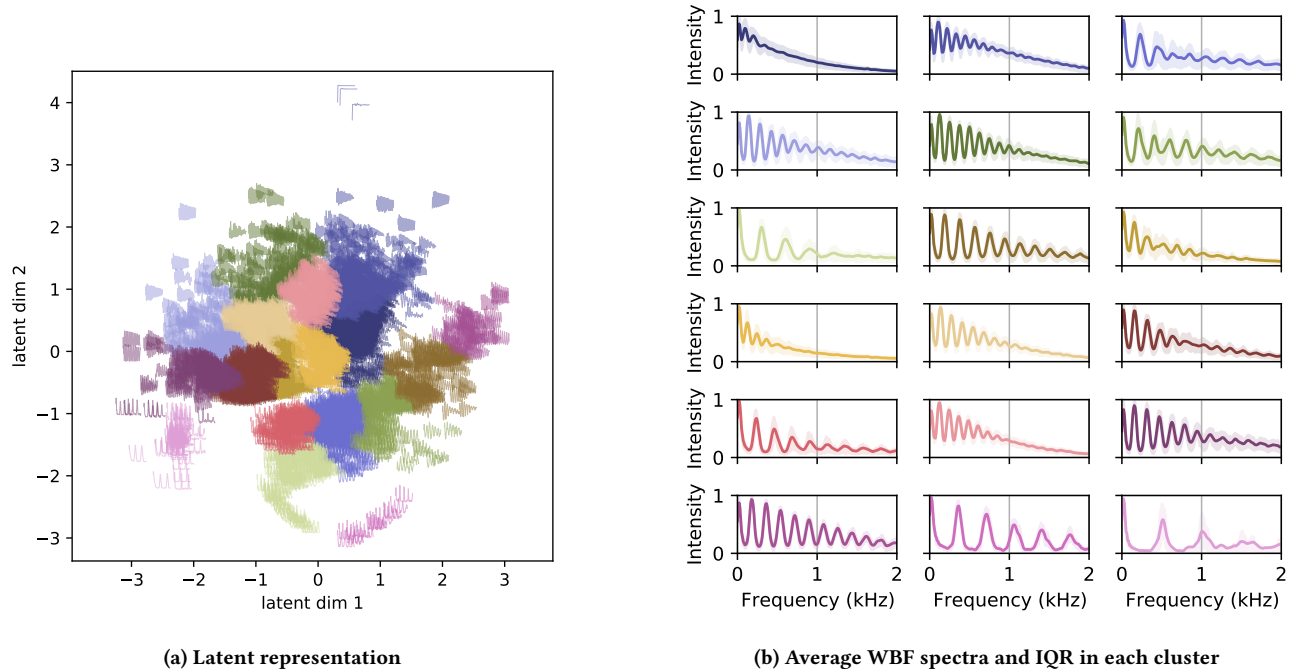 4
3
2
1
0
−1
−2
−3
latent dim 2
−3 −2 −1 0 1 2 3
latent dim 1
(a) Latent representation
Intensity 1 0
Intensity 1 0
Intensity 1 0
Intensity 1 0
Intensity 1 0
Intensity 1 0
0 1 2 0 1 2 0 1 2
Frequency (kHz) Frequency (kHz) Frequency (kHz)
(b) Average WBF spectra and IQR in each cluster